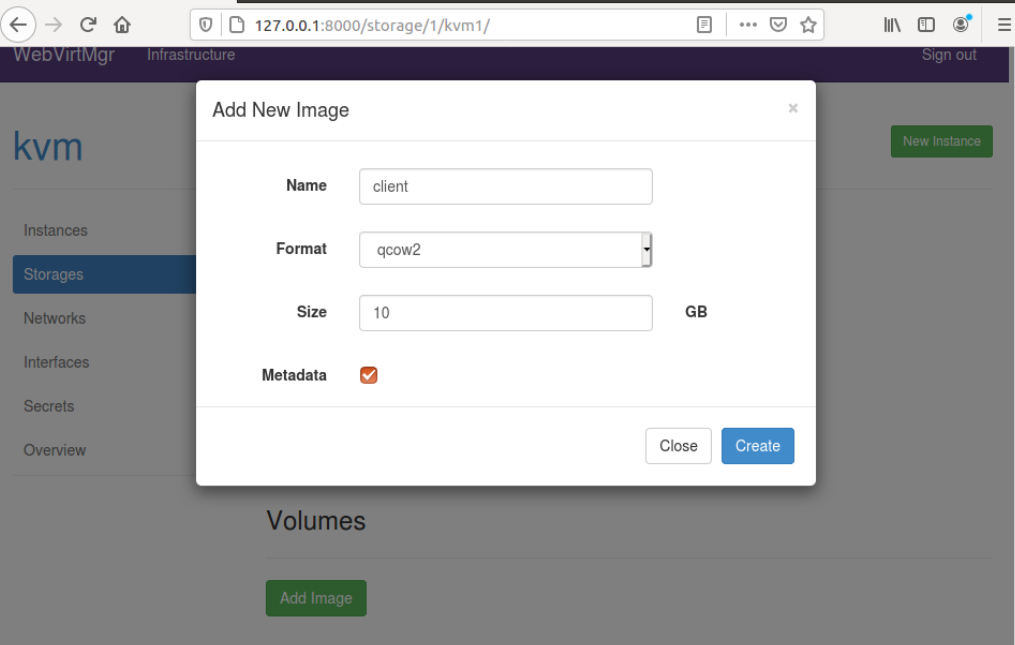 127.0.0.1:8000/storage/1/kvm1/
WebVirtMgr Infrastructure Sign out
Add New Image ×
kvm
New Instance
Name client
Format qcow2
Size 10 GB
Metadata
Close Create
Instances
Storages
Networks
Interfaces
Secrets
Overview
Volumes
Add Image